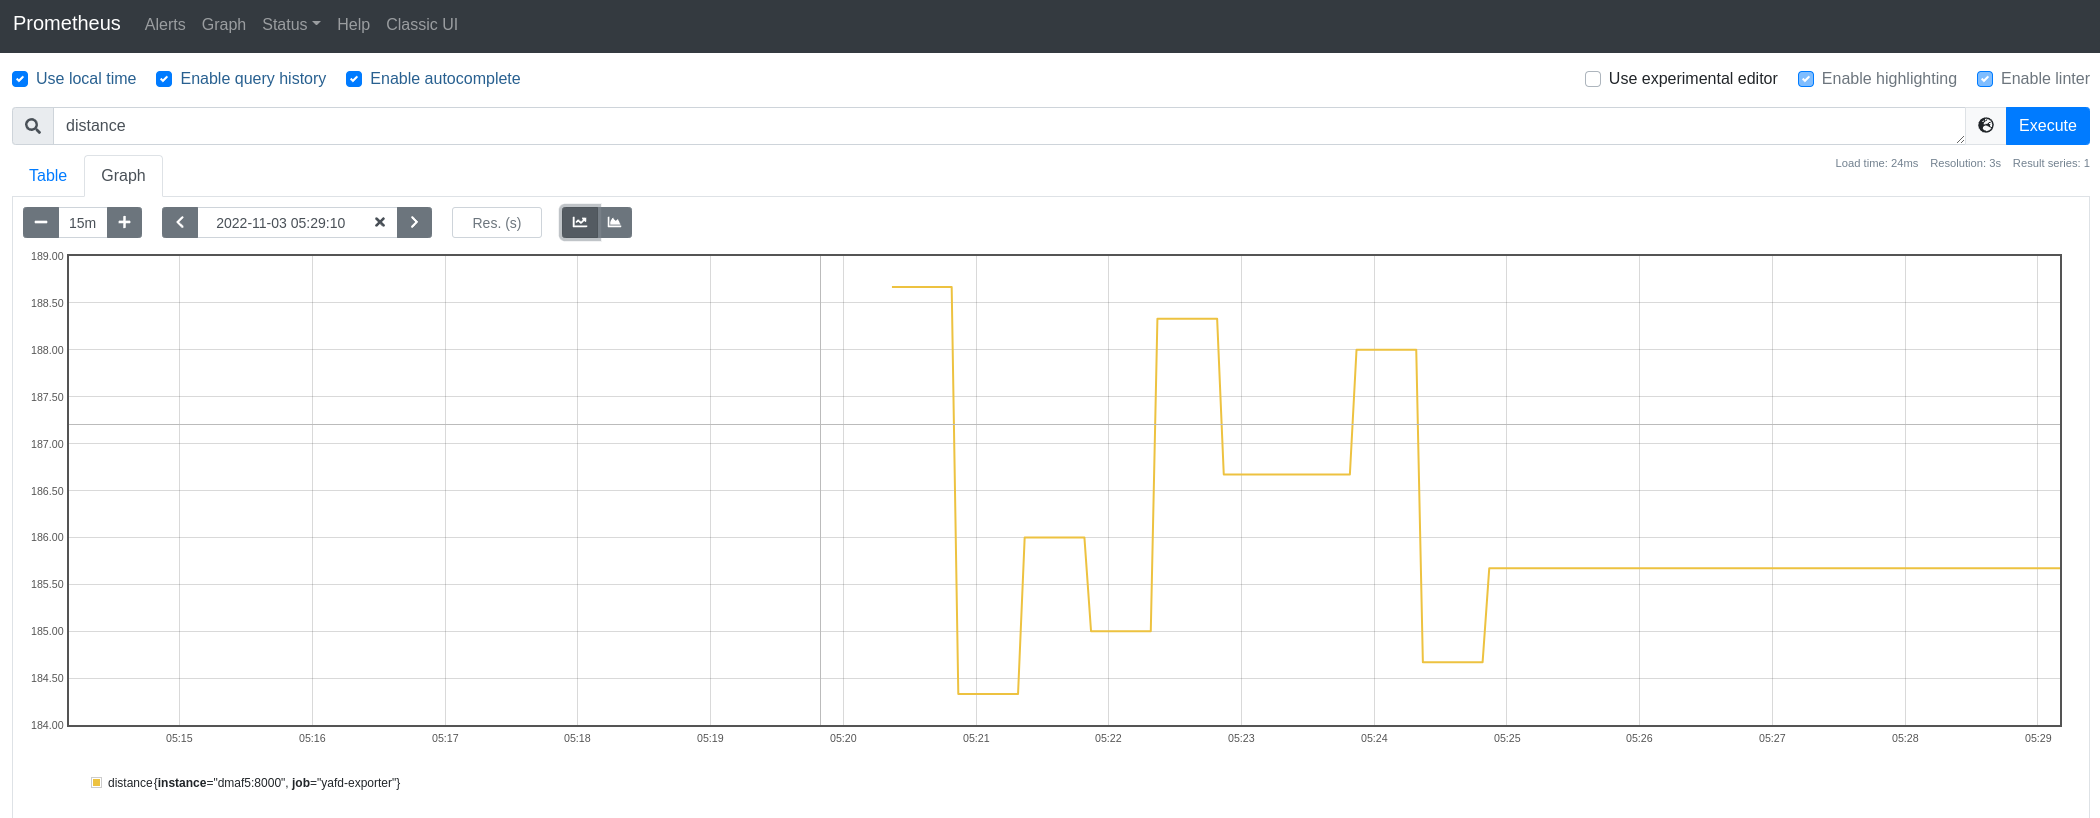 Prometheus Alerts Graph Status Help Classic UI
Use local time Enable query history Enable autocomplete Use experimental editor Enable highlighting Enable linter
distance Execute
Load time: 24ms Resolution: 3s Result series: 1
Table Graph
15m 2022-11-03 05:29:10 Res. (s)
189.00
188.50
188.00
187.50
187.00
186.50
186.00
185.50
185.00
184.50
184.00
05:15 05:16 05:17 05:18 05:19 05:20 05:21 05:22 05:23 05:24 05:25 05:26 05:27 05:28 05:29
distance{instance="dmaf5:8000", job="yafd-exporter"}